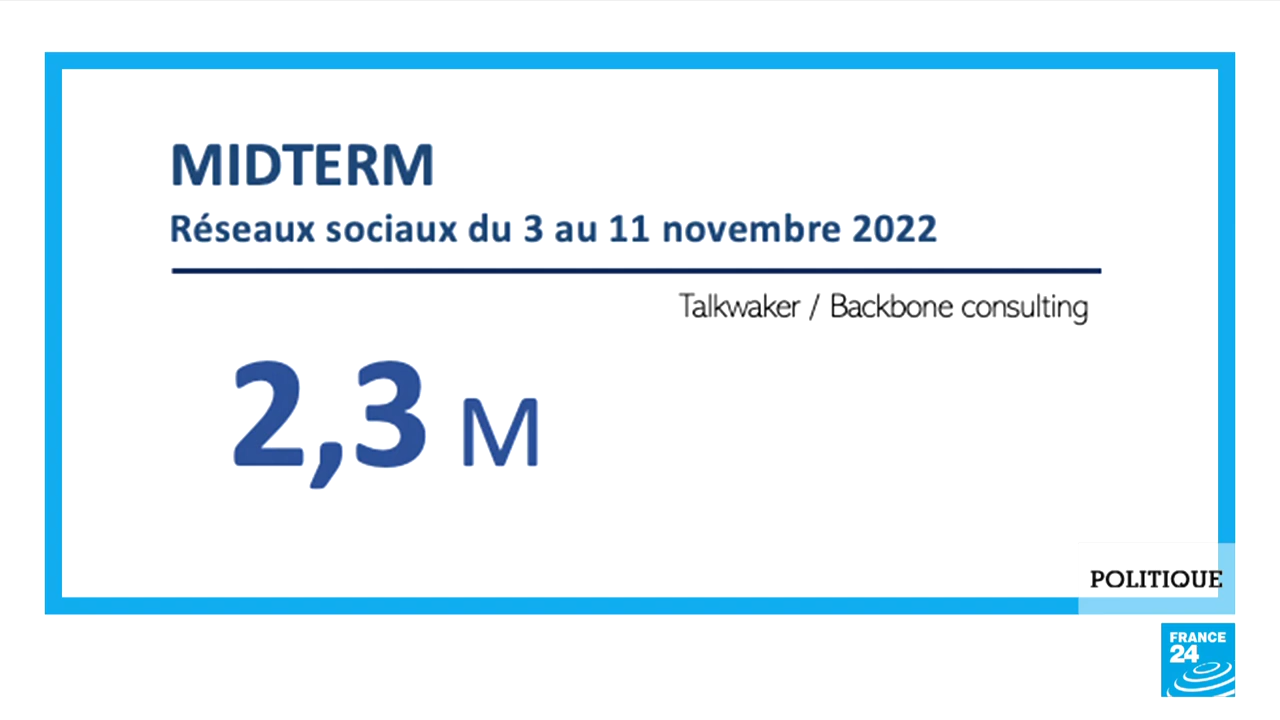 MIDTERM
Réseaux sociaux du 3 au 11 novembre 2022
Talkwaker / Backbone consulting
2,3 M
POLITIQUE
FRANCE
24